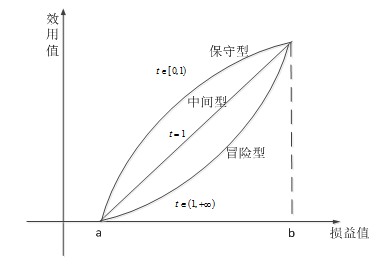 效用值
保守型
t∈[0,1)
中间型
t=1
冒险型
t∈(1,+∞)
a
b
损益值